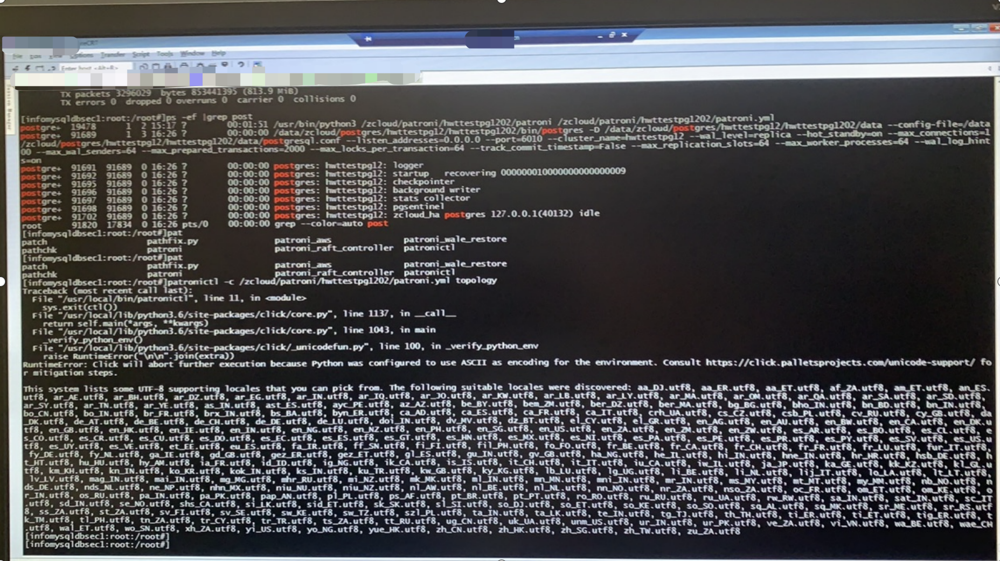 File Edit View Options Transfer Script Tools Window Help
Enter host <Alt+R>
Session Manager
TX packets 3296029  bytes 853441395 (813.9 MiB)
TX errors 0  dropped 0 overruns 0  carrier 0  collisions 0
[infomysqldbsec1:root:/root#]ps -ef |grep post
postgre+  19478      1  2 15:17 ?        00:01:51 /usr/bin/python3 /zcloud/patroni/hwttestpg1202/patroni /zcloud/patroni/hwttestpg1202/patroni.yml
postgre+  91689      1  3 16:26 ?        00:00:00 /data/zcloud/postgres/hwttestpg12/hwttestpg1202/bin/postgres -D /data/zcloud/postgres/hwttestpg12/hwttestpg1202/data --config-file=/data
/zcloud/postgres/hwttestpg12/hwttestpg1202/data/postgresql.conf --listen_addresses=0.0.0.0 --port=6010 --cluster_name=hwttestpg12 --wal_level=replica --hot_standby=on --max_connections=1
00 --max_wal_senders=64 --max_prepared_transactions=2000 --max_locks_per_transaction=64 --track_commit_timestamp=False --max_replication_slots=64 --max_worker_processes=64 --wal_log_hint
s=on
postgre+  91691  91689  0 16:26 ?        00:00:00 postgres: hwttestpg12: logger
postgre+  91692  91689  0 16:26 ?        00:00:00 postgres: hwttestpg12: startup   recovering 000000010000000000000009
postgre+  91695  91689  0 16:26 ?        00:00:00 postgres: hwttestpg12: checkpointer
postgre+  91696  91689  0 16:26 ?        00:00:00 postgres: hwttestpg12: background writer
postgre+  91697  91689  0 16:26 ?        00:00:00 postgres: hwttestpg12: stats collector
postgre+  91698  91689  0 16:26 ?        00:00:00 postgres: hwttestpg12: pgsentinel
postgre+  91702  91689  0 16:26 ?        00:00:00 postgres: hwttestpg12: zcloud_ha postgres 127.0.0.1(40132) idle
root      91820  17834  0 16:26 pts/0    00:00:00 grep --color=auto post
[infomysqldbsec1:root:/root#]pat
patch                   pathfix.py               patroni_aws              patroni_wale_restore
pathchk                 patroni                  patroni_raft_controller  patronictl
[infomysqldbsec1:root:/root#]pat
patch                   pathfix.py               patroni_aws              patroni_wale_restore
pathchk                 patroni                  patroni_raft_controller  patronictl
[infomysqldbsec1:root:/root#]patronictl -c /zcloud/patroni/hwttestpg1202/patroni.yml topology
Traceback (most recent call last):
File "/usr/local/bin/patronictl", line 11, in <module>
sys.exit(ctl())
File "/usr/local/lib/python3.6/site-packages/click/core.py", line 1137, in __call__
return self.main(*args, **kwargs)
File "/usr/local/lib/python3.6/site-packages/click/core.py", line 1043, in main
_verify_python_env()
File "/usr/local/lib/python3.6/site-packages/click/_unicodefun.py", line 100, in _verify_python_env
raise RuntimeError("\n\n".join(extra))
RuntimeError: Click will abort further execution because Python was configured to use ASCII as encoding for the environment. Consult https://click.palletsprojects.com/unicode-support/ fo
r mitigation steps.
This system lists some UTF-8 supporting locales that you can pick from. The following suitable locales were discovered: aa_DJ.utf8, aa_ER.utf8, aa_ET.utf8, af_ZA.utf8, am_ET.utf8, an_ES.
utf8, ar_AE.utf8, ar_BH.utf8, ar_DZ.utf8, ar_EG.utf8, ar_IN.utf8, ar_IQ.utf8, ar_JO.utf8, ar_KW.utf8, ar_LB.utf8, ar_LY.utf8, ar_MA.utf8, ar_OM.utf8, ar_QA.utf8, ar_SA.utf8, ar_SD.utf8,
ar_SY.utf8, ar_TN.utf8, ar_YE.utf8, as_IN.utf8, ast_ES.utf8, ayc_PE.utf8, az_AZ.utf8, be_BY.utf8, bem_ZM.utf8, ber_DZ.utf8, ber_MA.utf8, bg_BG.utf8, bho_IN.utf8, bn_BD.utf8, bn_IN.utf8,
bo_CN.utf8, bo_IN.utf8, br_FR.utf8, brx_IN.utf8, bs_BA.utf8, byn_ER.utf8, ca_AD.utf8, ca_ES.utf8, ca_FR.utf8, ca_IT.utf8, crh_UA.utf8, cs_CZ.utf8, csb_PL.utf8, cv_RU.utf8, cy_GB.utf8, da
_DK.utf8, de_AT.utf8, de_BE.utf8, de_CH.utf8, de_DE.utf8, de_LU.utf8, doi_IN.utf8, dv_MV.utf8, dz_BT.utf8, el_CY.utf8, el_GR.utf8, en_AG.utf8, en_AU.utf8, en_BW.utf8, en_CA.utf8, en_DK.u
tf8, en_GB.utf8, en_HK.utf8, en_IE.utf8, en_IN.utf8, en_NG.utf8, en_NZ.utf8, en_PH.utf8, en_SG.utf8, en_US.utf8, en_ZA.utf8, en_ZM.utf8, en_ZW.utf8, es_AR.utf8, es_BO.utf8, es_CL.utf8, e
s_CO.utf8, es_CR.utf8, es_CU.utf8, es_DO.utf8, es_EC.utf8, es_ES.utf8, es_GT.utf8, es_HN.utf8, es_MX.utf8, es_NI.utf8, es_PA.utf8, es_PE.utf8, es_PR.utf8, es_PY.utf8, es_SV.utf8, es_US.u
tf8, es_UY.utf8, es_VE.utf8, et_EE.utf8, eu_ES.utf8, fa_IR.utf8, ff_SN.utf8, fi_FI.utf8, fil_PH.utf8, fo_FO.utf8, fr_BE.utf8, fr_CA.utf8, fr_CH.utf8, fr_FR.utf8, fr_LU.utf8, fur_IT.utf8,
fy_DE.utf8, fy_NL.utf8, ga_IE.utf8, gd_GB.utf8, gez_ER.utf8, gez_ET.utf8, gl_ES.utf8, gu_IN.utf8, gv_GB.utf8, ha_NG.utf8, he_IL.utf8, hi_IN.utf8, hne_IN.utf8, hr_HR.utf8, hsb_DE.utf8, h
t_HT.utf8, hu_HU.utf8, hy_AM.utf8, ia_FR.utf8, id_ID.utf8, ig_NG.utf8, ik_CA.utf8, is_IS.utf8, it_CH.utf8, it_IT.utf8, iu_CA.utf8, iw_IL.utf8, ja_JP.utf8, ka_GE.utf8, kk_KZ.utf8, kl_GL.u
tf8, km_KH.utf8, kn_IN.utf8, ko_KR.utf8, kok_IN.utf8, ks_IN.utf8, ku_TR.utf8, kw_GB.utf8, ky_KG.utf8, lb_LU.utf8, lg_UG.utf8, li_BE.utf8, li_NL.utf8, lij_IT.utf8, lo_LA.utf8, lt_LT.utf8,
lv_LV.utf8, mag_IN.utf8, mai_IN.utf8, mg_MG.utf8, mhr_RU.utf8, mi_NZ.utf8, mk_MK.utf8, ml_IN.utf8, mn_MN.utf8, mni_IN.utf8, mr_IN.utf8, ms_MY.utf8, mt_MT.utf8, my_MM.utf8, nb_NO.utf8, n
ds_DE.utf8, nds_NL.utf8, ne_NP.utf8, nhn_MX.utf8, niu_NU.utf8, niu_NZ.utf8, nl_AW.utf8, nl_BE.utf8, nl_NL.utf8, nn_NO.utf8, nr_ZA.utf8, nso_ZA.utf8, oc_FR.utf8, om_ET.utf8, om_KE.utf8, o
r_IN.utf8, os_RU.utf8, pa_IN.utf8, pa_PK.utf8, pap_AN.utf8, pl_PL.utf8, ps_AF.utf8, pt_BR.utf8, pt_PT.utf8, ro_RO.utf8, ru_RU.utf8, ru_UA.utf8, rw_RW.utf8, sa_IN.utf8, sat_IN.utf8, sc_IT
.utf8, sd_IN.utf8, se_NO.utf8, shs_CA.utf8, si_LK.utf8, sid_ET.utf8, sk_SK.utf8, sl_SI.utf8, so_DJ.utf8, so_ET.utf8, so_KE.utf8, so_SO.utf8, sq_AL.utf8, sq_MK.utf8, sr_ME.utf8, sr_RS.utf
8, ss_ZA.utf8, st_ZA.utf8, sv_FI.utf8, sv_SE.utf8, sw_KE.utf8, sw_TZ.utf8, szl_PL.utf8, ta_IN.utf8, ta_LK.utf8, te_IN.utf8, tg_TJ.utf8, th_TH.utf8, ti_ER.utf8, ti_ET.utf8, tig_ER.utf8, t
k_TM.utf8, tl_PH.utf8, tn_ZA.utf8, tr_CY.utf8, tr_TR.utf8, ts_ZA.utf8, tt_RU.utf8, ug_CN.utf8, uk_UA.utf8, unm_US.utf8, ur_IN.utf8, ur_PK.utf8, ve_ZA.utf8, vi_VN.utf8, wa_BE.utf8, wae_CH
.utf8, wal_ET.utf8, wo_SN.utf8, xh_ZA.utf8, yi_US.utf8, yo_NG.utf8, yue_HK.utf8, zh_CN.utf8, zh_HK.utf8, zh_SG.utf8, zh_TW.utf8, zu_ZA.utf8
[infomysqldbsec1:root:/root#]
[infomysqldbsec1:root:/root#]